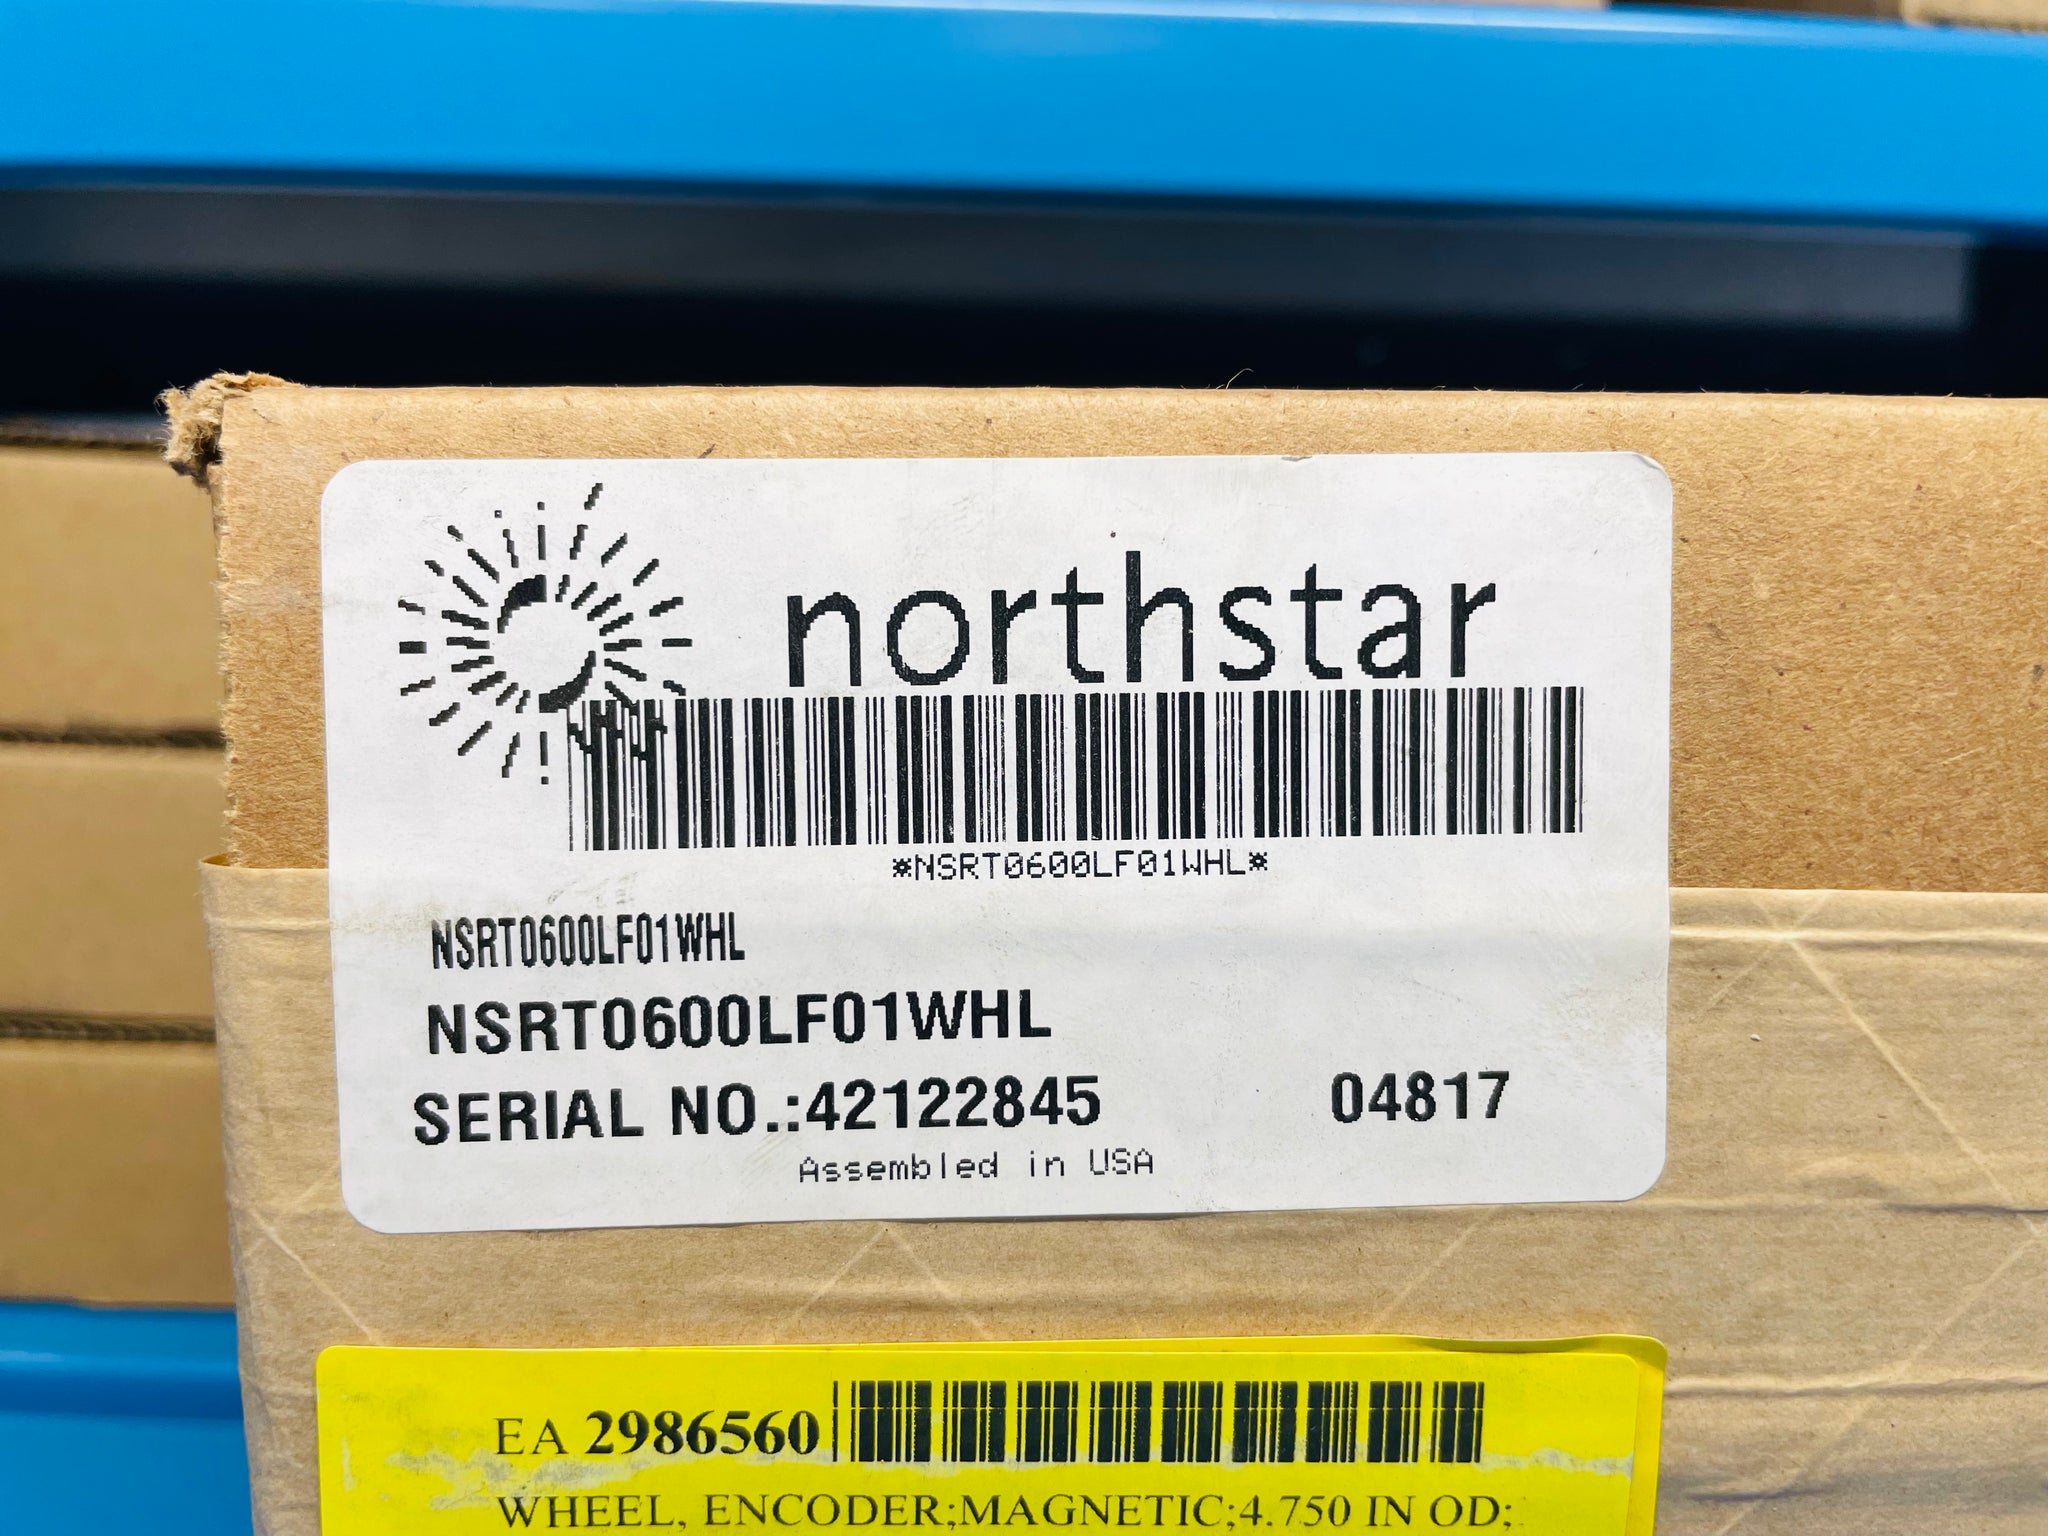 northstar
*NSRT0600LF01WHL*
NSRT0600LF01WHL
NSRT0600LF01WHL
SERIAL NO.:42122845 04817
Assembled in USA
EA 2986560
WHEEL, ENCODER;MAGNETIC;4.750 IN OD;